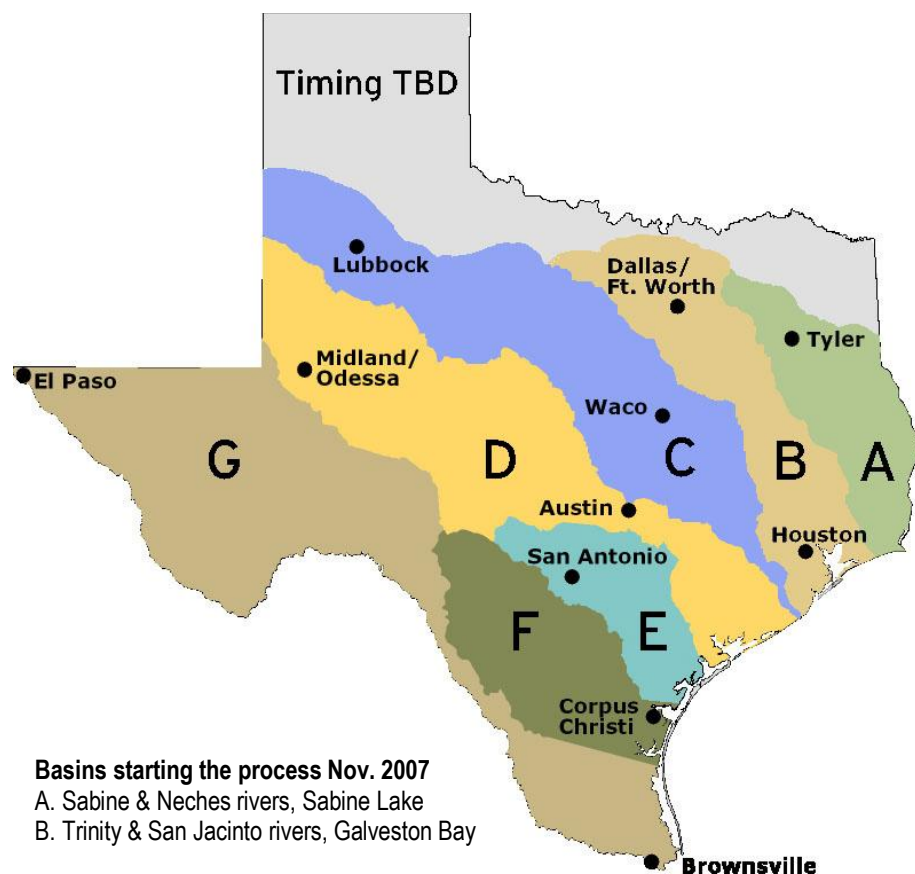 Timing TBD
Lubbock
Dallas/
Ft. Worth
Tyler
Midland/
Odessa
El Paso
Waco
G
D
C
B
A
Austin
Houston
San Antonio
F
E
Corpus
Christi
Basins starting the process Nov. 2007
A. Sabine & Neches rivers, Sabine Lake
B. Trinity & San Jacinto rivers, Galveston Bay
Brownsville